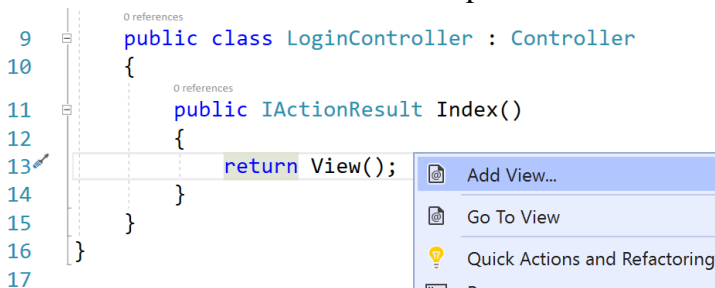 0 references
9 public class LoginController : Controller
10 {
0 references
11 public IActionResult Index()
12 {
13 return View();
Add View...
14 }
Go To View
15 }
16 }
Quick Actions and Refactoring
17